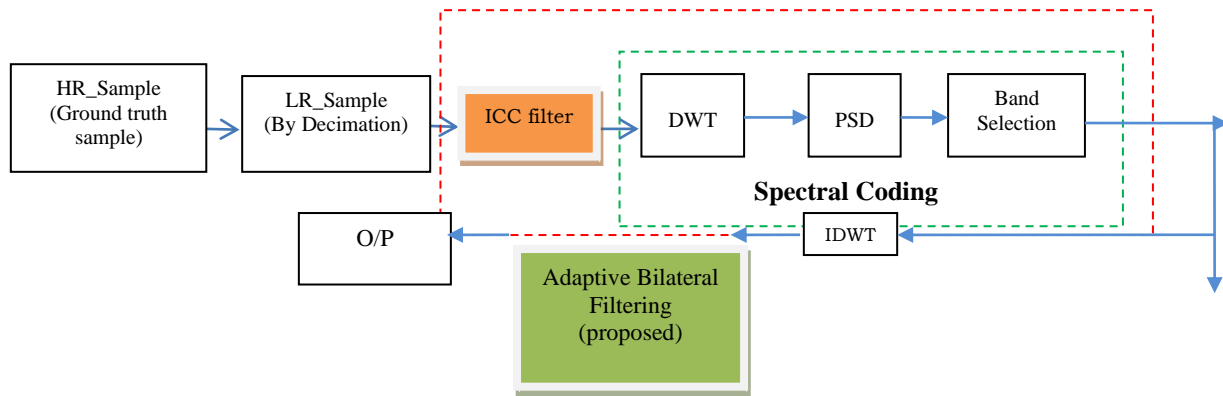 HR_Sample
(Ground truth
sample)
LR_Sample
(By Decimation)
ICC filter
DWT
PSD
Band
Selection
Spectral Coding
O/P
IDWT
Adaptive Bilateral
Filtering
(proposed)